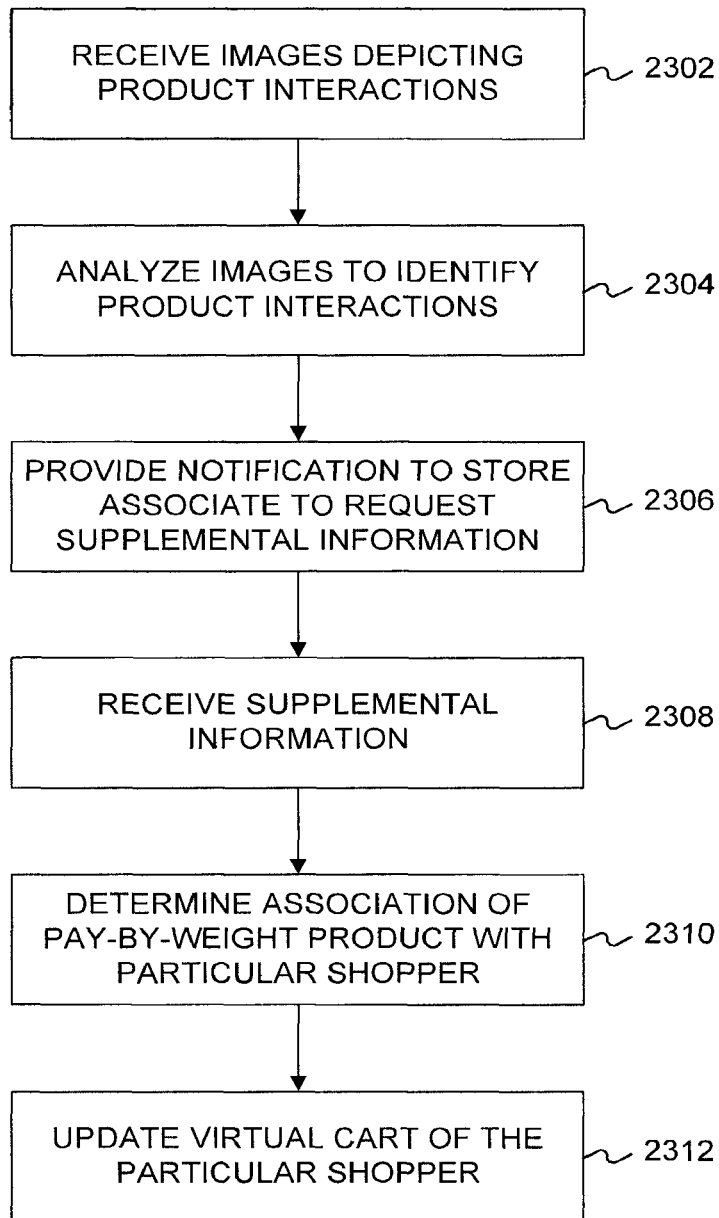 RECEIVE IMAGES DEPICTING
PRODUCT INTERACTIONS
2302
ANALYZE IMAGES TO IDENTIFY
PRODUCT INTERACTIONS
2304
PROVIDE NOTIFICATION TO STORE
ASSOCIATE TO REQUEST
SUPPLEMENTAL INFORMATION
2306
RECEIVE SUPPLEMENTAL
INFORMATION
2308
DETERMINE ASSOCIATION OF
PAY-BY-WEIGHT PRODUCT WITH
PARTICULAR SHOPPER
2310
UPDATE VIRTUAL CART OF THE
PARTICULAR SHOPPER
2312